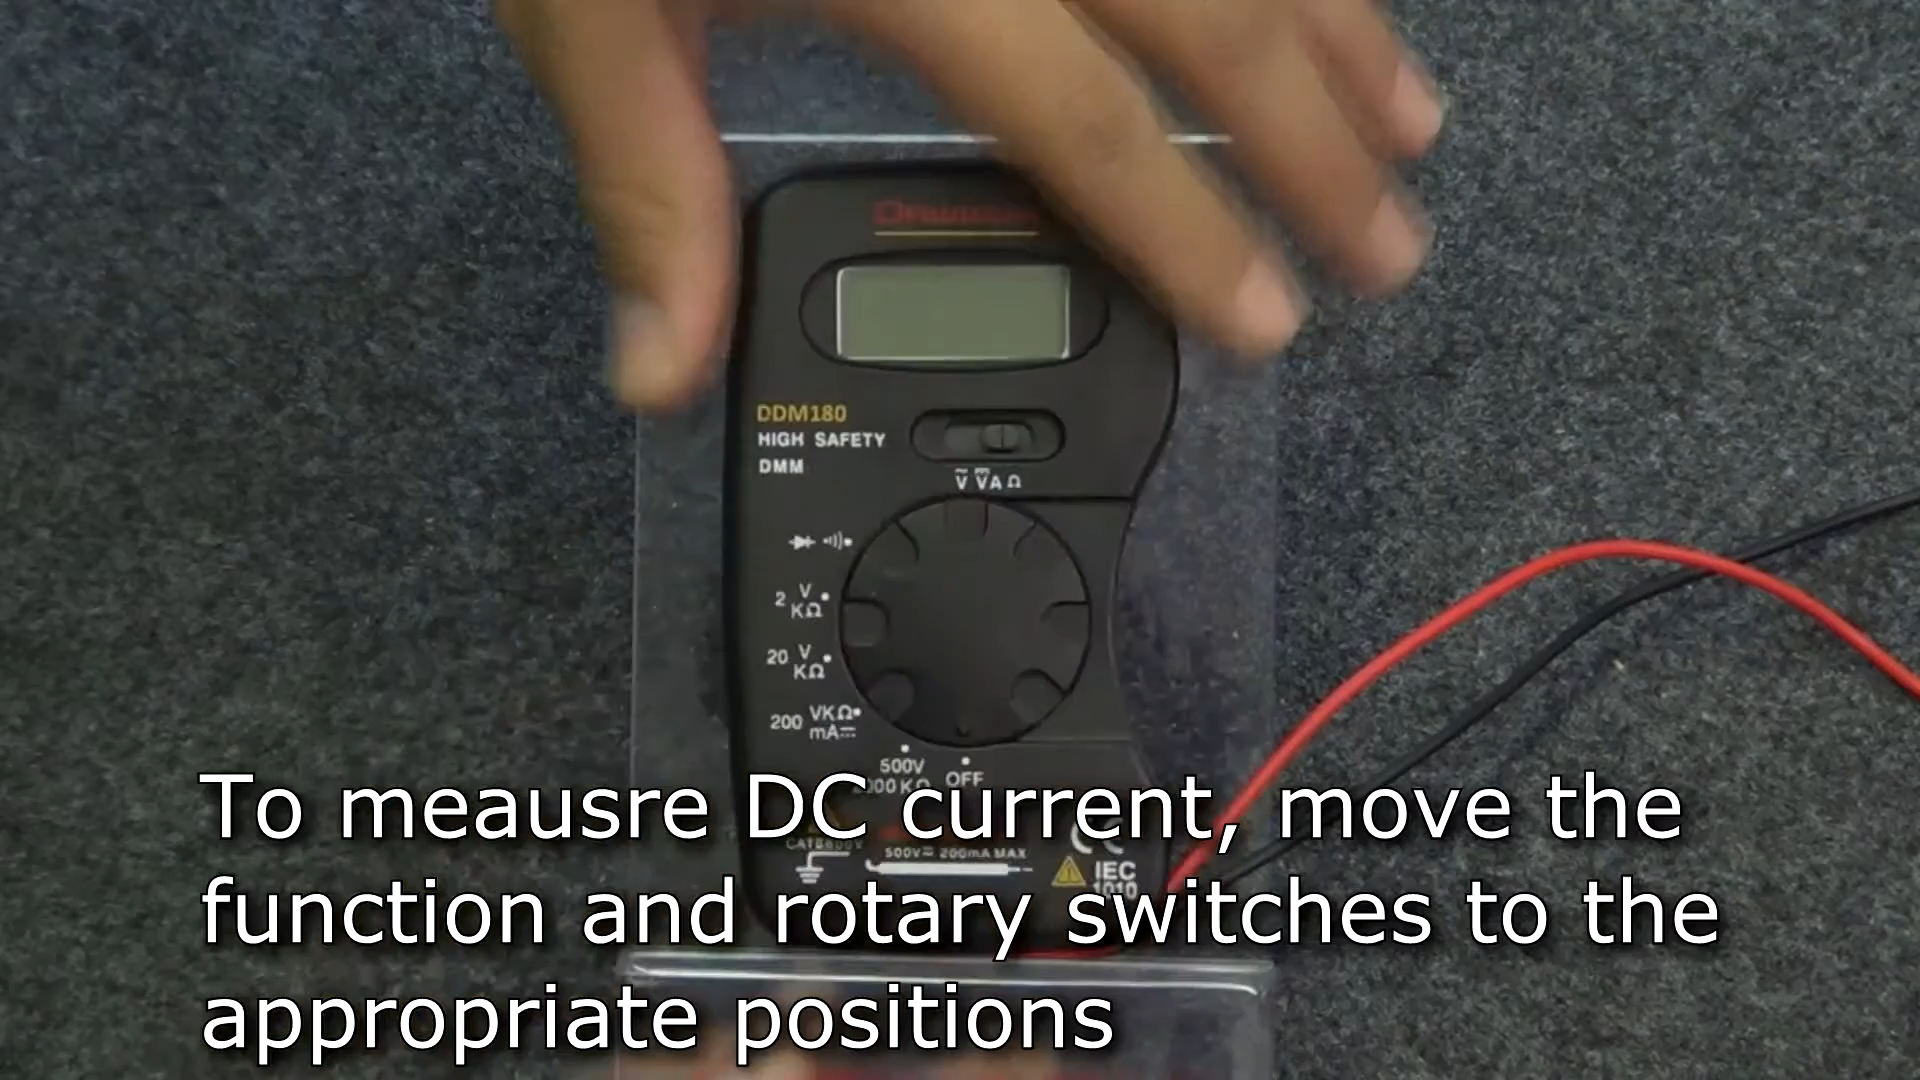 DDM180
HIGH SAFETY
DMM
V V A Ω
2 V KΩ
20 V KΩ
200 VKΩ mA
500V
OFF
500V 200mA MAX
IEC
1010
To meausre DC current, move the
function and rotary switches to the
appropriate positions